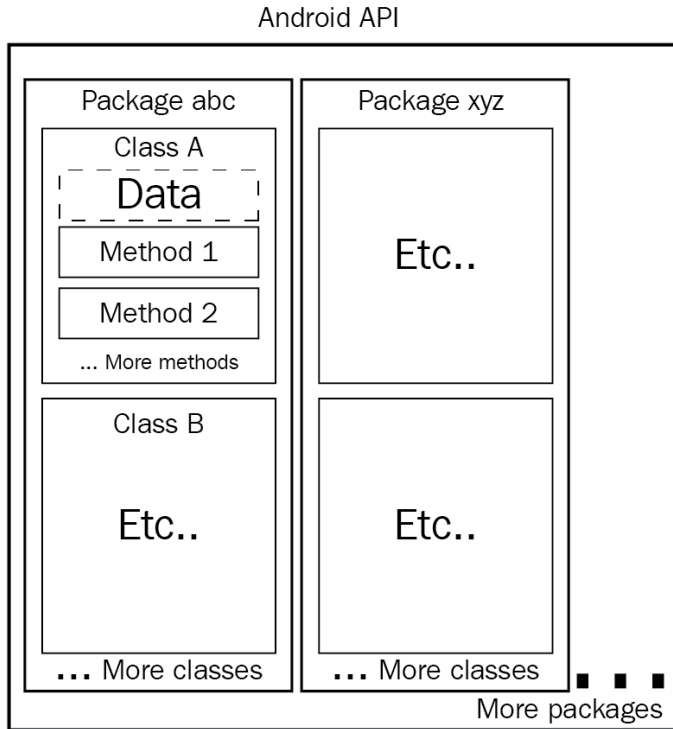 Android API
Package abc
Class A
Data
Method 1
Method 2
... More methods
Class B
Etc..
... More classes
Package xyz
Etc..
Etc..
... More classes
...
More packages